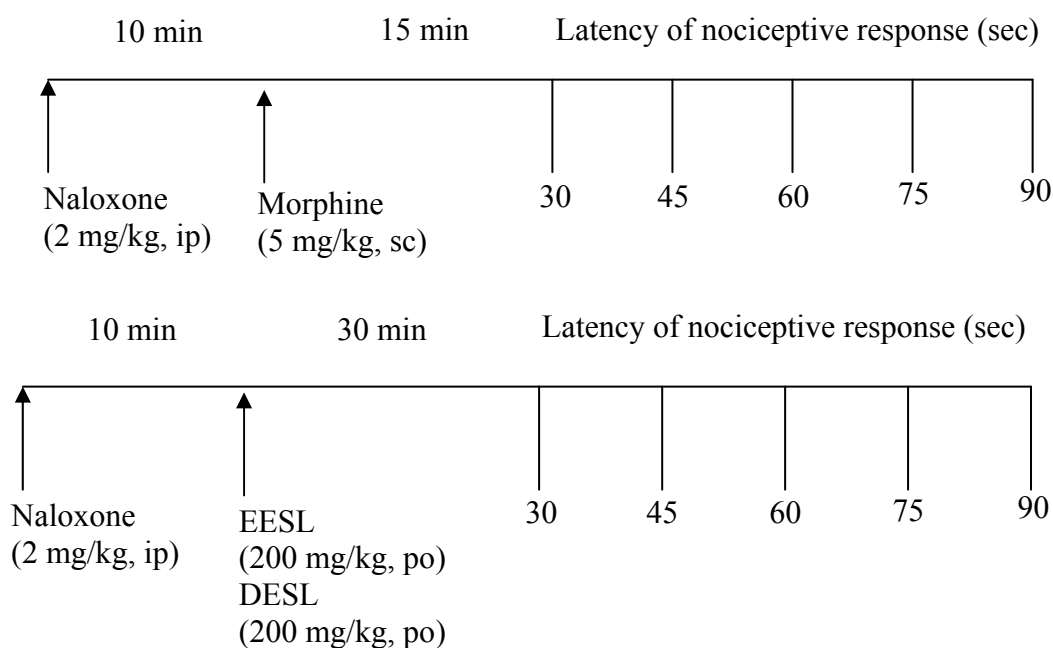 10 min 15 min Latency of nociceptive response (sec)
Naloxone
(2 mg/kg, ip)
Morphine
(5 mg/kg, sc)
30 45 60 75 90
10 min 30 min Latency of nociceptive response (sec)
Naloxone
(2 mg/kg, ip)
EESL
(200 mg/kg, po)
DESL
(200 mg/kg, po)
30 45 60 75 90